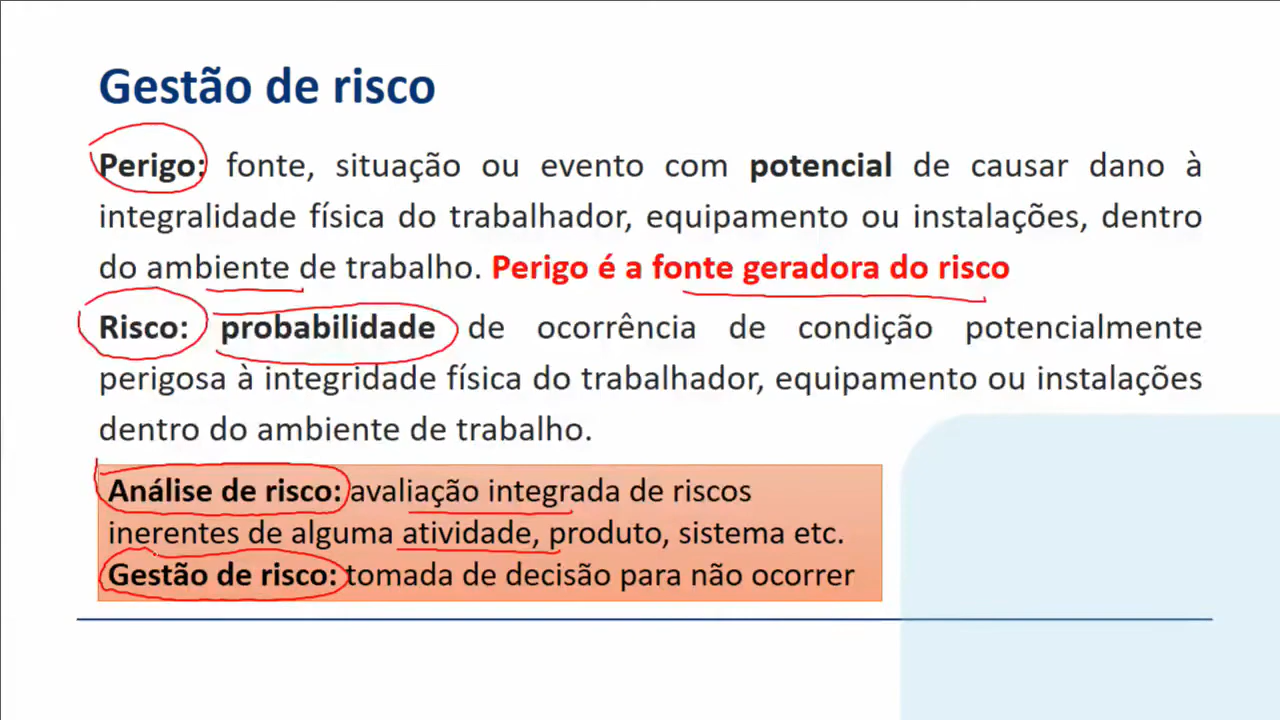 Gestão de risco
Perigo: fonte, situação ou evento com potencial de causar dano à
integralidade física do trabalhador, equipamento ou instalações, dentro
do ambiente de trabalho. Perigo é a fonte geradora do risco
Risco: probabilidade de ocorrência de condição potencialmente
perigosa à integridade física do trabalhador, equipamento ou instalações
dentro do ambiente de trabalho.
Análise de risco: avaliação integrada de riscos
inerentes de alguma atividade, produto, sistema etc.
Gestão de risco: tomada de decisão para não ocorrer